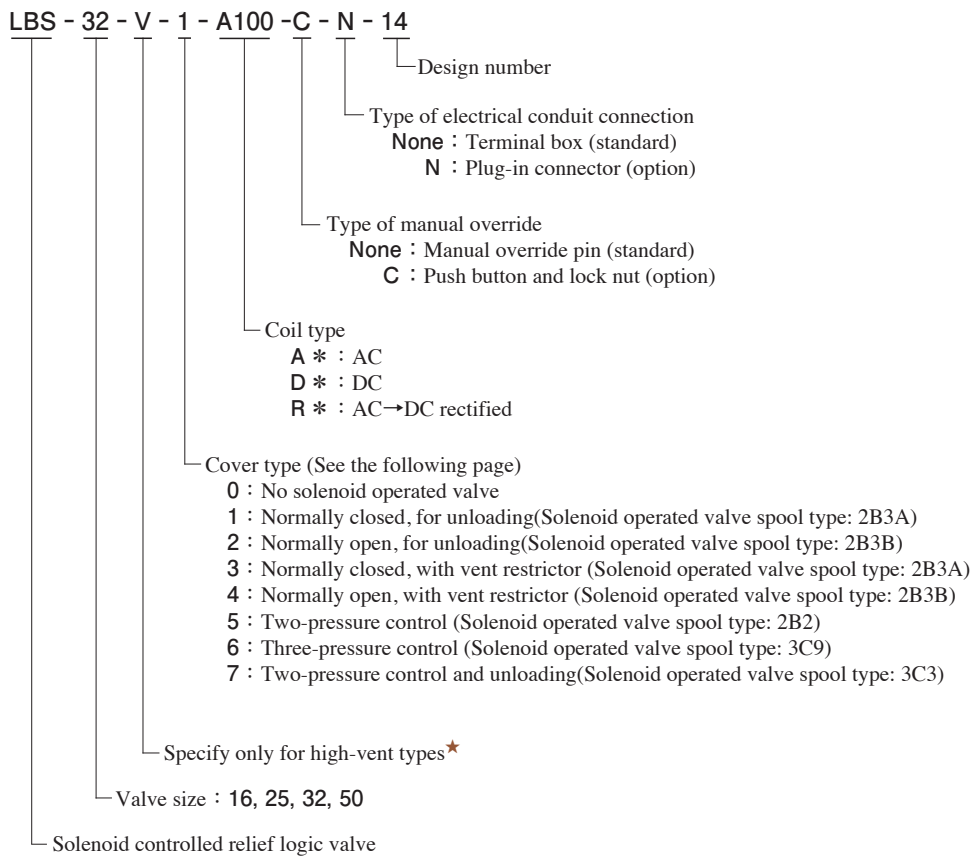 LBS - 32 - V - 1 - A100 - C - N - 14
Design number
Type of electrical conduit connection
None : Terminal box (standard)
N : Plug-in connector (option)
Type of manual override
None : Manual override pin (standard)
C : Push button and lock nut (option)
Coil type
A * : AC
D * : DC
R * : AC→DC rectified
Cover type (See the following page)
0 : No solenoid operated valve
1 : Normally closed, for unloading(Solenoid operated valve spool type: 2B3A)
2 : Normally open, for unloading(Solenoid operated valve spool type: 2B3B)
3 : Normally closed, with vent restrictor (Solenoid operated valve spool type: 2B3A)
4 : Normally open, with vent restrictor (Solenoid operated valve spool type: 2B3B)
5 : Two-pressure control (Solenoid operated valve spool type: 2B2)
6 : Three-pressure control (Solenoid operated valve spool type: 3C9)
7 : Two-pressure control and unloading(Solenoid operated valve spool type: 3C3)
Specify only for high-vent types★
Valve size : 16, 25, 32, 50
Solenoid controlled relief logic valve